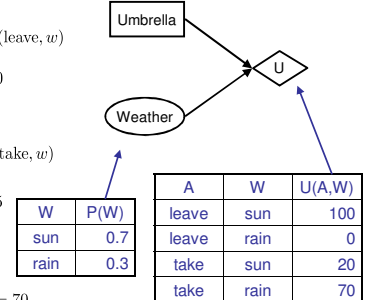 Umbrella
(leave, w)
U
Weather
take, w)
A W U(A,W)
W P(W)
leave sun 100
sun 0.7
leave rain 0
rain 0.3
take sun 20
take rain 70
= 70